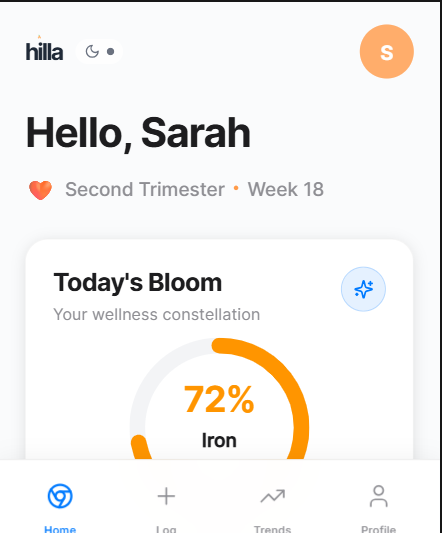 hilla
S
Hello, Sarah
Second Trimester • Week 18
Today's Bloom
Your wellness constellation
72%
Iron
Home Log Trends Profile